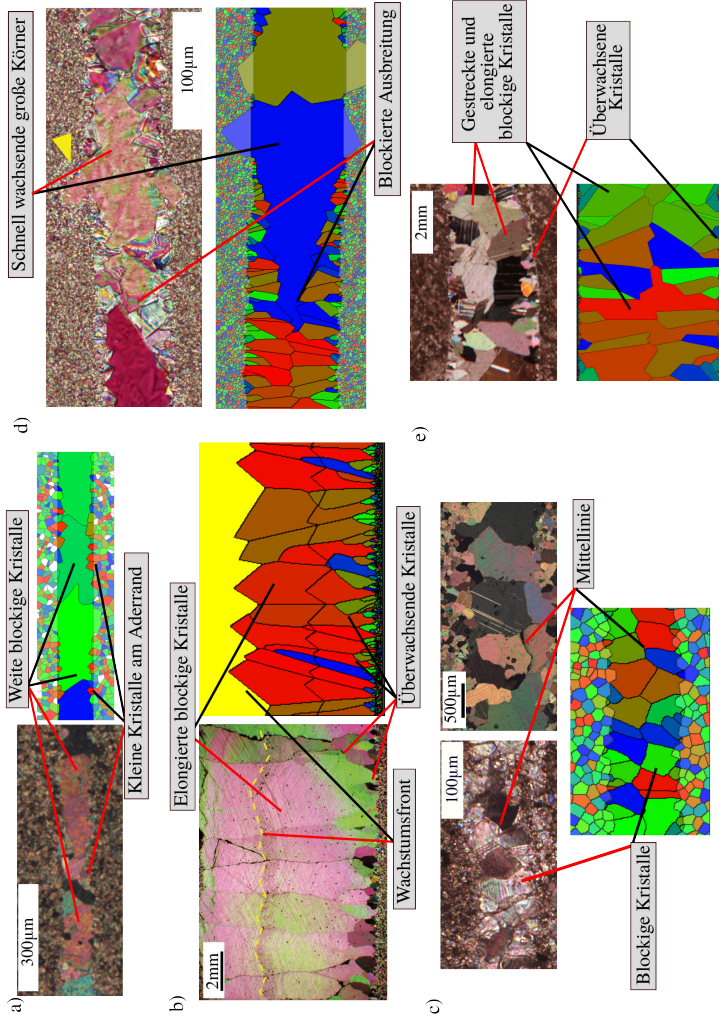 a)
300µm
Weite blockige Kristalle
Kleine Kristalle am Aderrand
b)
2mm
Elongierte blockige Kristalle
Wachstumsfront
Überwachsende Kristalle
c)
100µm
500µm
Blockige Kristalle
Mittellinie
d)
Schnell wachsende große Körner
100µm
Blockierte Ausbreitung
e)
2mm
Gestreckte und
elongierte
blockige Kristalle
Überwachsene
Kristalle